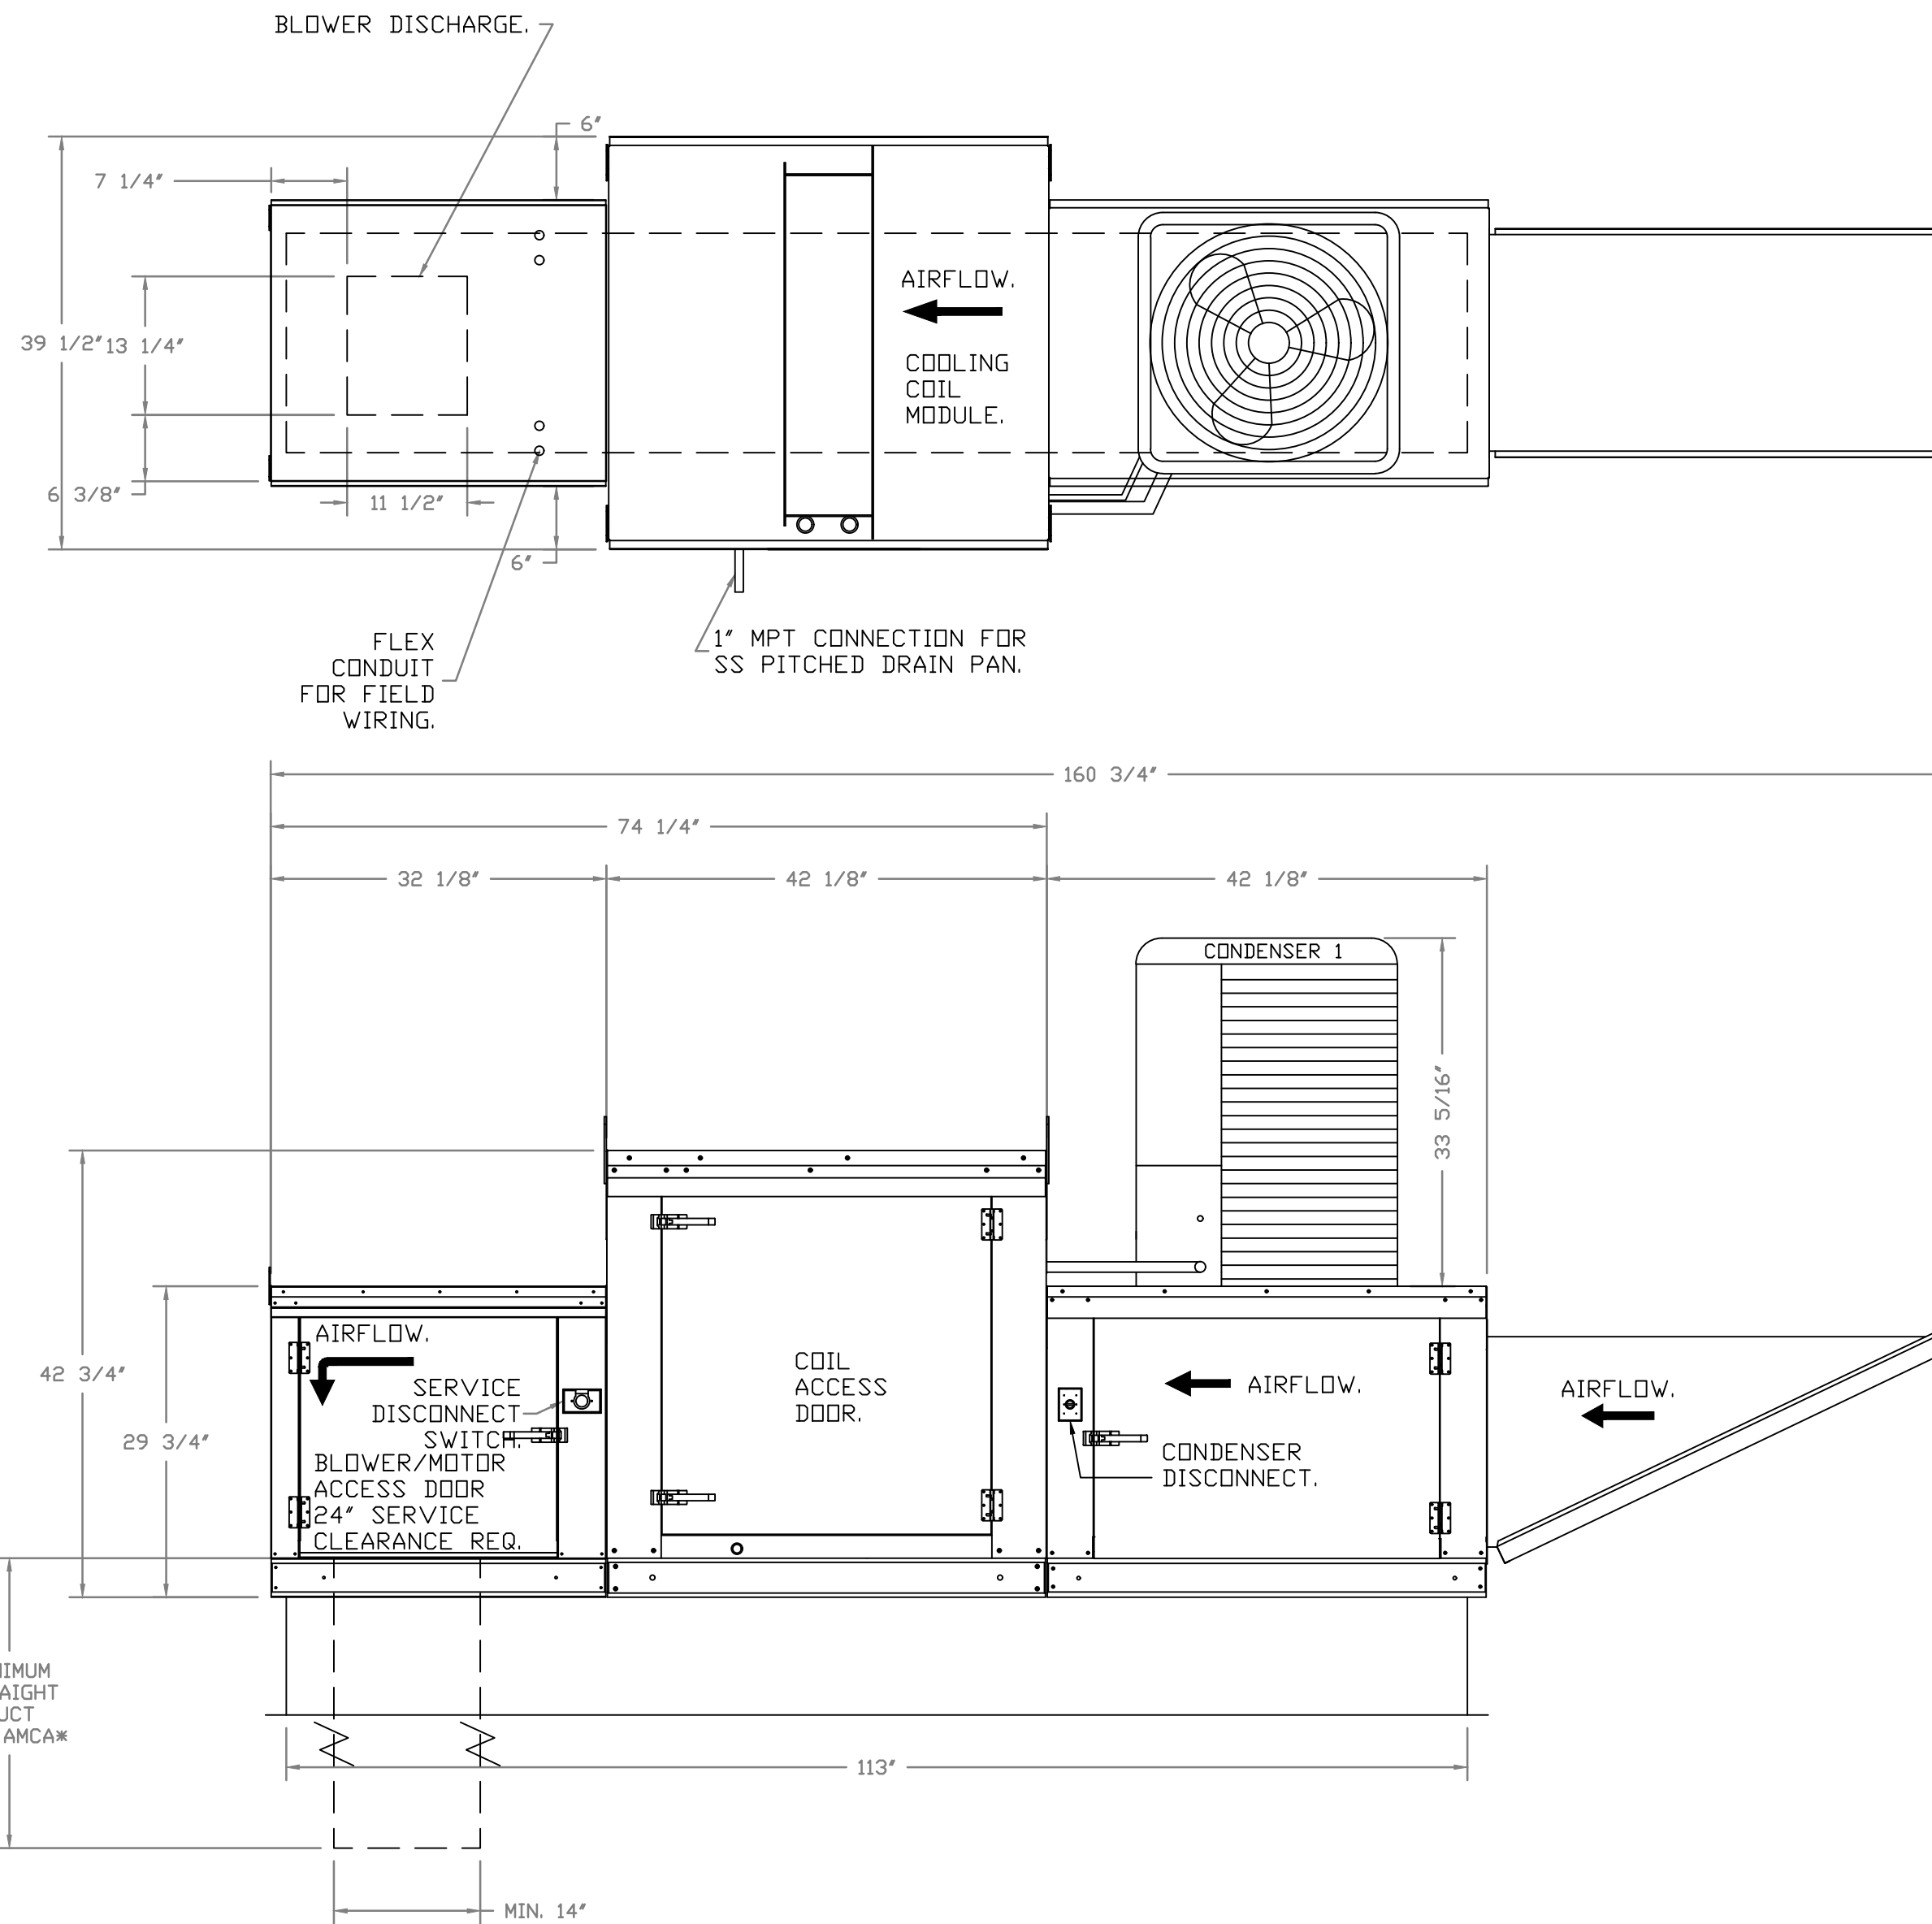 BLOWER DISCHARGE.
6"
7 1/4"
AIRFLOW.
39 1/2"
13 1/4"
COOLING
COIL
MODULE.
6 3/8"
11 1/2"
6"
FLEX
CONDUIT
FOR FIELD
WIRING.
1" MPT CONNECTION FOR
SS PITCHED DRAIN PAN.
160 3/4"
74 1/4"
32 1/8"
42 1/8"
42 1/8"
CONDENSER 1
33 5/16"
42 3/4"
29 3/4"
AIRFLOW.
SERVICE
DISCONNECT
SWITCH.
BLOWER/MOTOR
ACCESS DOOR
24" SERVICE
CLEARANCE REQ.
COIL
ACCESS
DOOR.
AIRFLOW.
CONDENSER
DISCONNECT.
AIRFLOW.
IMUM
AIGHT
UCT
AMCA*
113"
MIN. 14"